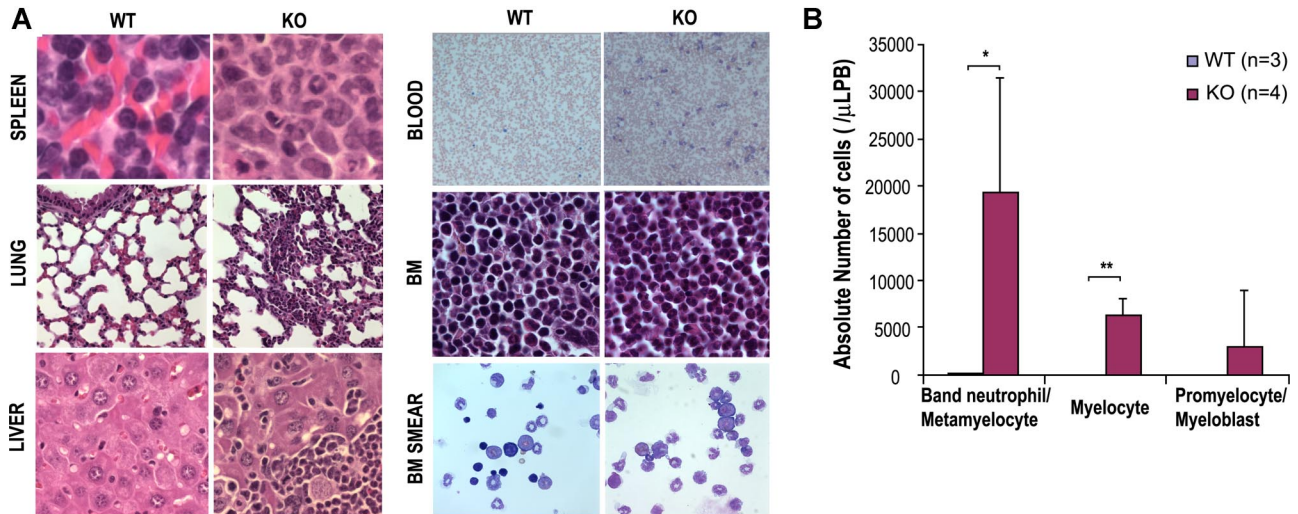 A
WT
KO
WT
KO
SPLEEN
LUNG
LIVER
BLOOD
BM
BM SMEAR
B
Absolute Number of cells ( /μLPB)
35000
30000
25000
20000
15000
10000
5000
0
*
**
WT (n=3)
KO (n=4)
Band neutrophil/
Metamyelocyte
Myelocyte
Promyelocyte/
Myeloblast